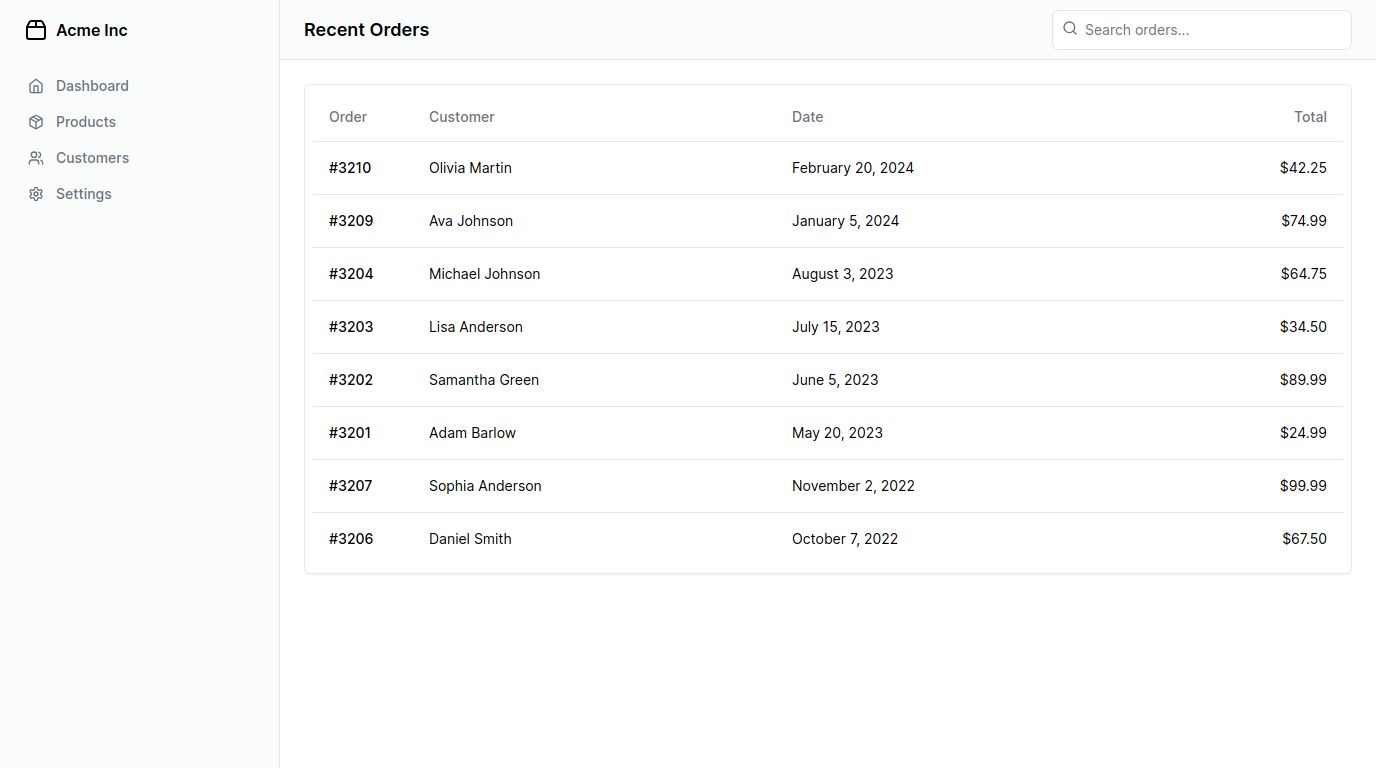 Acme Inc
Dashboard
Products
Customers
Settings
Recent Orders
Search orders...
Order Customer Date Total
#3210 Olivia Martin February 20, 2024 $42.25
#3209 Ava Johnson January 5, 2024 $74.99
#3204 Michael Johnson August 3, 2023 $64.75
#3203 Lisa Anderson July 15, 2023 $34.50
#3202 Samantha Green June 5, 2023 $89.99
#3201 Adam Barlow May 20, 2023 $24.99
#3207 Sophia Anderson November 2, 2022 $99.99
#3206 Daniel Smith October 7, 2022 $67.50